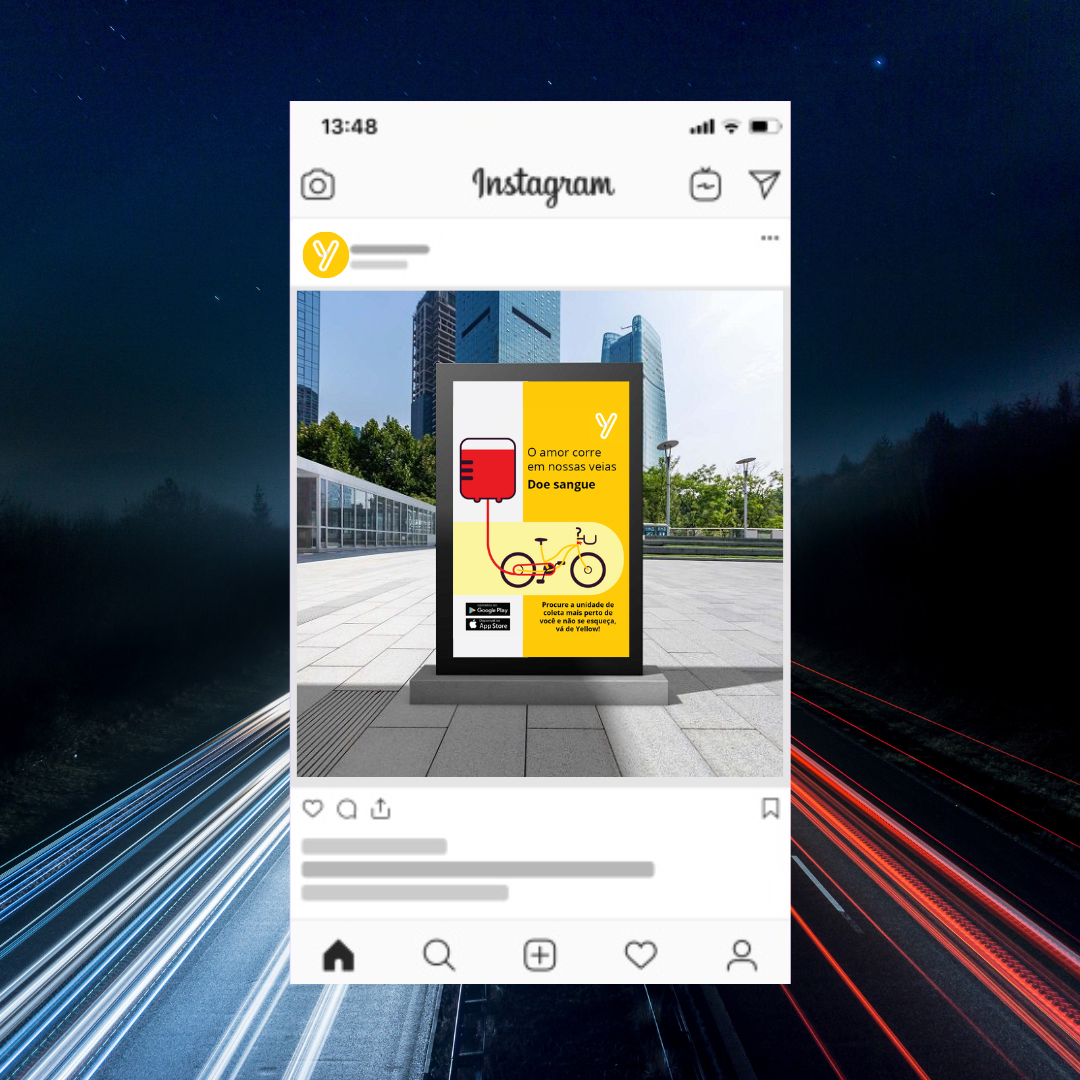 13:48
Instagram
O amor corre
em nossas veias
Doe sangue
Google Play
App Store
Procure a unidade de
coleta mais perto de
você e não se esqueça,
vá de Yellow!